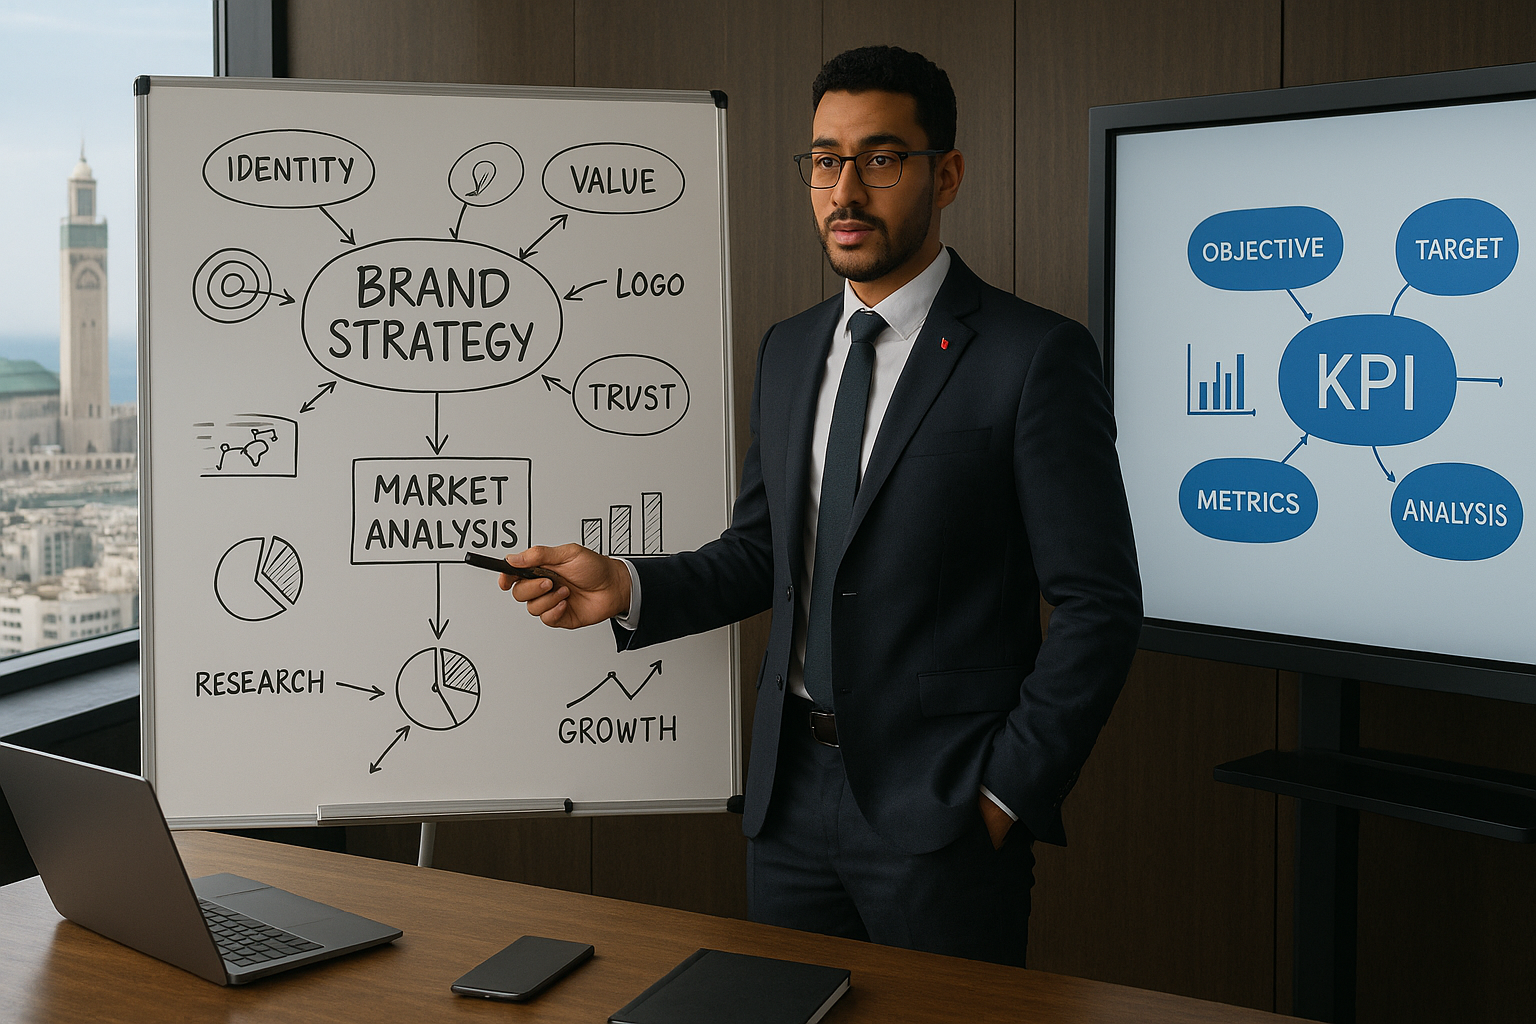 IDENTITY
VALUE
BRAND
STRATEGY
LOGO
TRUST
MARKET
ANALYSIS
RESEARCH
GROWTH
OBJECTIVE
TARGET
KPI
METRICS
ANALYSIS